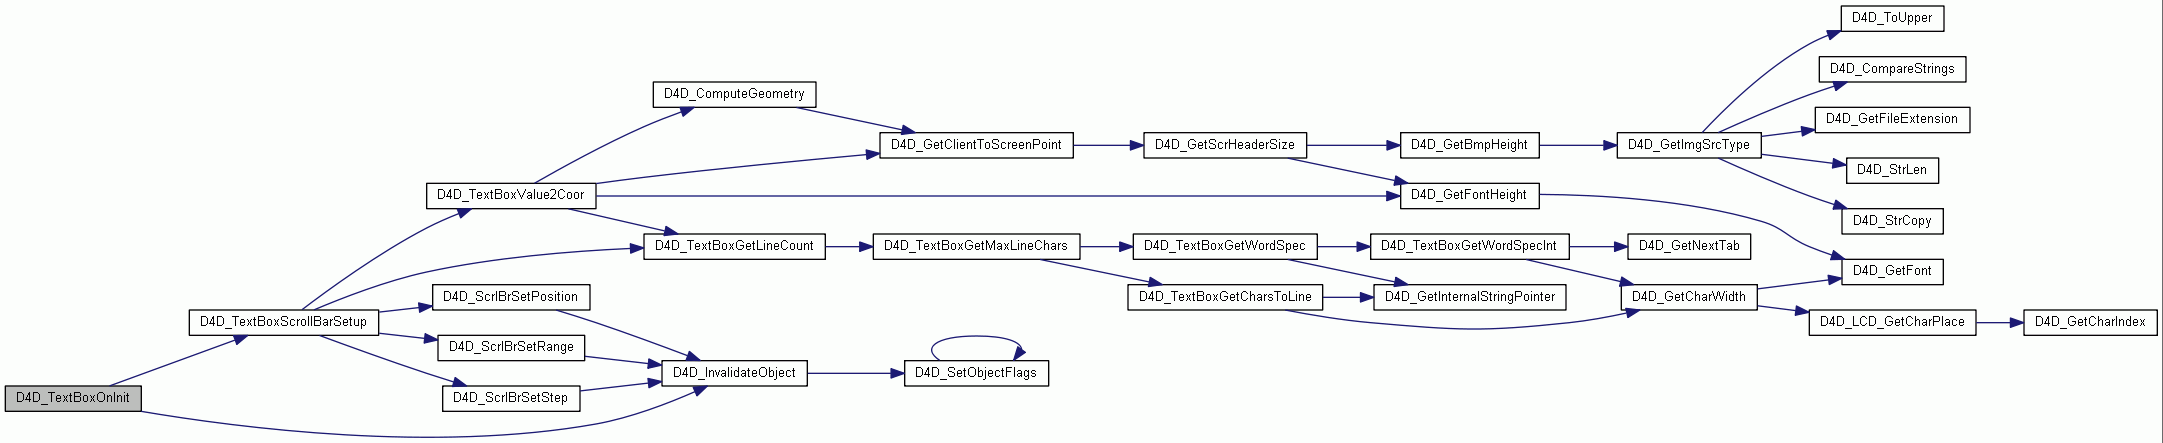 D4D_ToUpper
D4D_CompareStrings
D4D_ComputeGeometry
D4D_GetFileExtension
D4D_GetClientToScreenPoint
D4D_GetScrHeaderSize
D4D_GetBmpHeight
D4D_GetImgSrcType
D4D_StrLen
D4D_TextBoxValue2Coor
D4D_GetFontHeight
D4D_StrCopy
D4D_TextBoxGetLineCount
D4D_TextBoxGetMaxLineChars
D4D_TextBoxGetWordSpec
D4D_TextBoxGetWordSpecInt
D4D_GetNextTab
D4D_GetFont
D4D_ScrlBrSetPosition
D4D_TextBoxGetCharsToLine
D4D_GetInternalStringPointer
D4D_GetCharWidth
D4D_TextBoxScrollBarSetup
D4D_LCD_GetCharPlace
D4D_GetCharIndex
D4D_ScrlBrSetRange
D4D_InvalidateObject
D4D_SetObjectFlags
D4D_TextBoxOnInit
D4D_ScrlBrSetStep